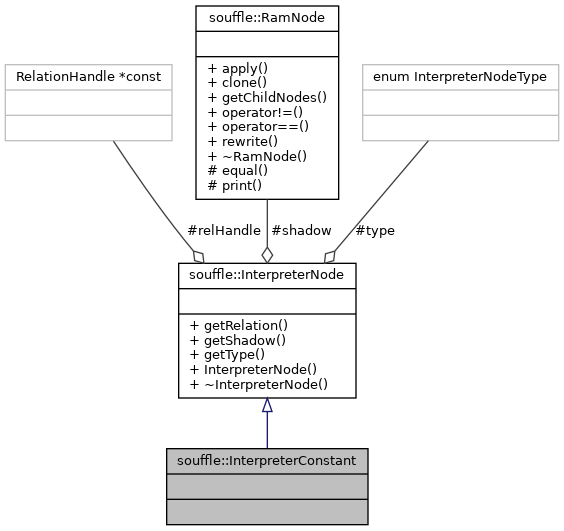 souffle::RamNode
+ apply()
+ clone()
+ getChildNodes()
+ operator!=()
+ operator==()
+ rewrite()
+ ~RamNode()
# equal()
# print()
RelationHandle *const
enum InterpreterNodeType
#relHandle
#shadow
#type
souffle::InterpreterNode
+ getRelation()
+ getShadow()
+ getType()
+ InterpreterNode()
+ ~InterpreterNode()
souffle::InterpreterConstant